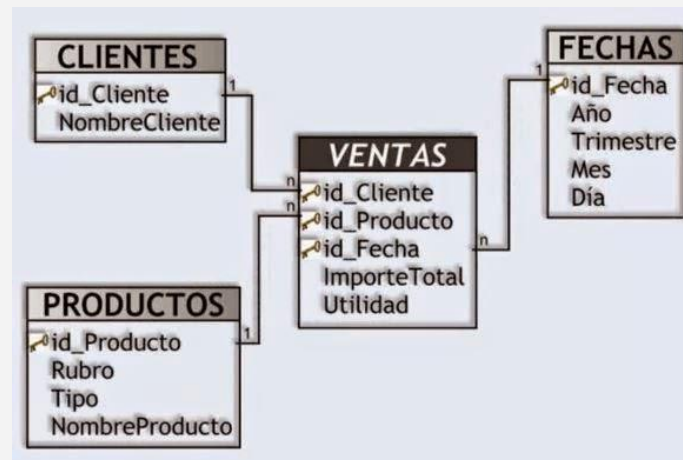 CLIENTES
id_Cliente
NombreCliente
1
FECHAS
1
id_Fecha
Año
Trimestre
Mes
Día
VENTAS
n
id_Cliente
n
id_Producto
id_Fecha
n
ImporteTotal
Utilidad
PRODUCTOS
id_Producto
1
Rubro
Tipo
NombreProducto